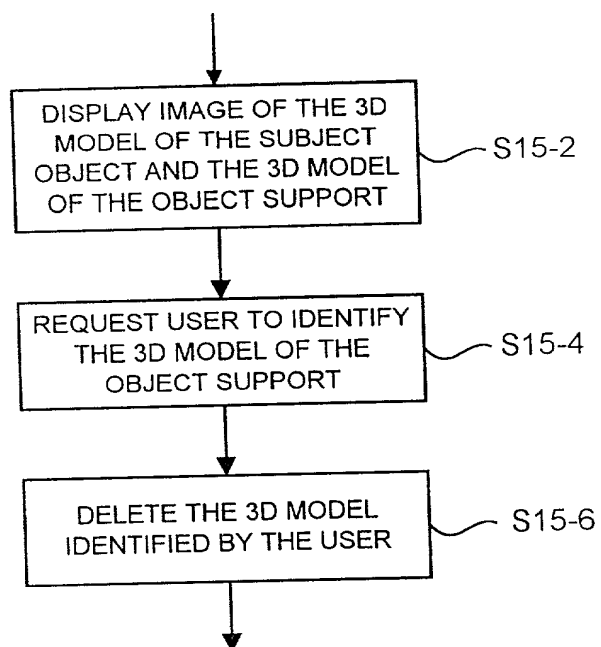 DISPLAY IMAGE OF THE 3D
MODEL OF THE SUBJECT
OBJECT AND THE 3D MODEL
OF THE OBJECT SUPPORT
S15-2
REQUEST USER TO IDENTIFY
THE 3D MODEL OF THE
OBJECT SUPPORT
S15-4
DELETE THE 3D MODEL
IDENTIFIED BY THE USER
S15-6